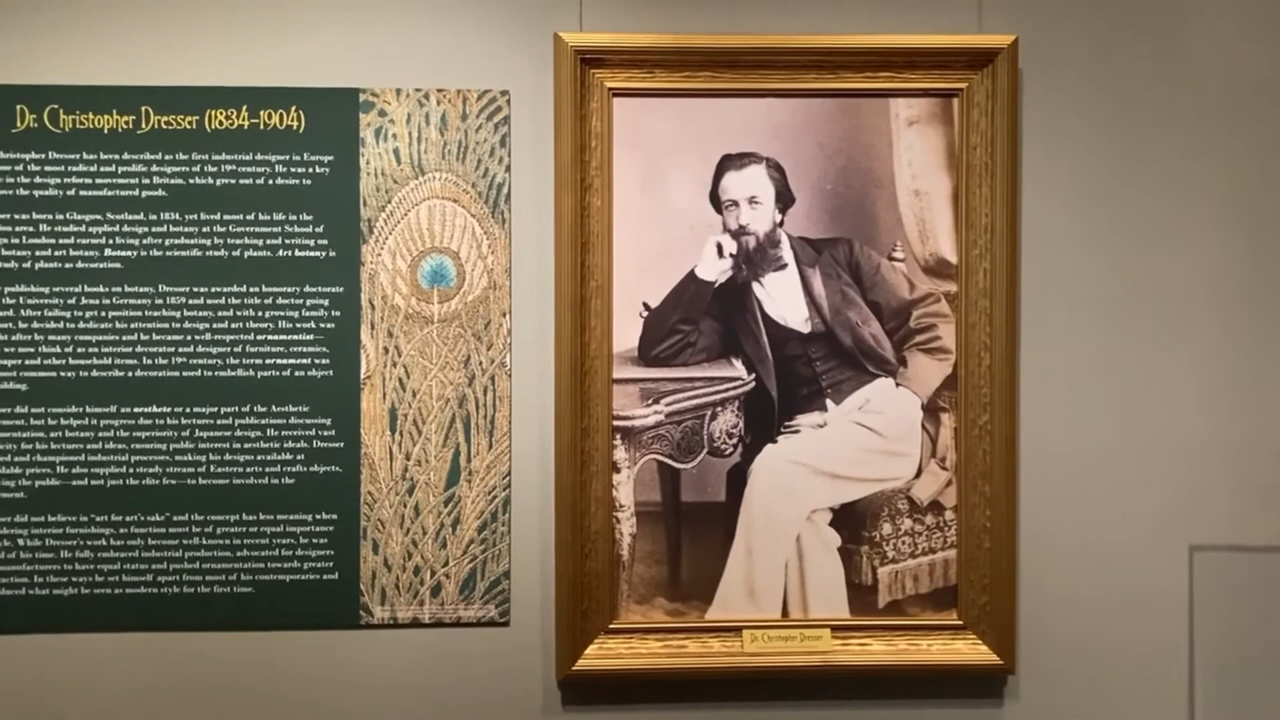 Dr. Christopher Dresser (1834-1904)
hristopher Dresser has been described as the first industrial designer in Europe
me of the most radical and prolific designers of the 19th century. He was a key
in the design reform movement in Britain, which grew out of a desire to
ove the quality of manufactured goods.
ser was born in Glasgow, Scotland, in 1834, yet lived most of his life in the
on area. He studied applied design and botany at the Government School of
gn in London and earned a living after graduating by teaching and writing on
botany and art botany. Botany is the scientific study of plants. Art botany is
tudy of plants as decoration.
publishing several books on botany, Dresser was awarded an honorary doctorate
the University of Jena in Germany in 1859 and used the title of doctor going
ard. After failing to get a position teaching botany, and with a growing family to
ort, he decided to dedicate his attention to design and art theory. His work was
ht after by many companies and he became a well-respected ornamentist—
we now think of as an interior decorator and designer of furniture, ceramics,
paper and other household items. In the 19th century, the term ornament was
most common way to describe a decoration used to embellish parts of an object
uilding.
ser did not consider himself an aesthete or a major part of the Aesthetic
ement, but he helped it progress due to his lectures and publications discussing
mentation, art botany and the superiority of Japanese design. He received vast
icity for his lectures and ideas, ensuring public interest in aesthetic ideals. Dresser
ed and championed industrial processes, making his designs available at
dable prices. He also supplied a steady stream of Eastern arts and crafts objects,
ing the public—and not just the elite few—to become involved in the
ement.
ser did not believe in "art for art's sake" and the concept has less meaning when
dering interior furnishings, as function must be of greater or equal importance
yle. While Dresser's work has only become well-known in recent years, he was
d of his time. He fully embraced industrial production, advocated for designers
manufacturers to have equal status and pushed ornamentation towards greater
action. In these ways he set himself apart from most of his contemporaries and
duced what might be seen as modern style for the first time.
Dr. Christopher Dresser